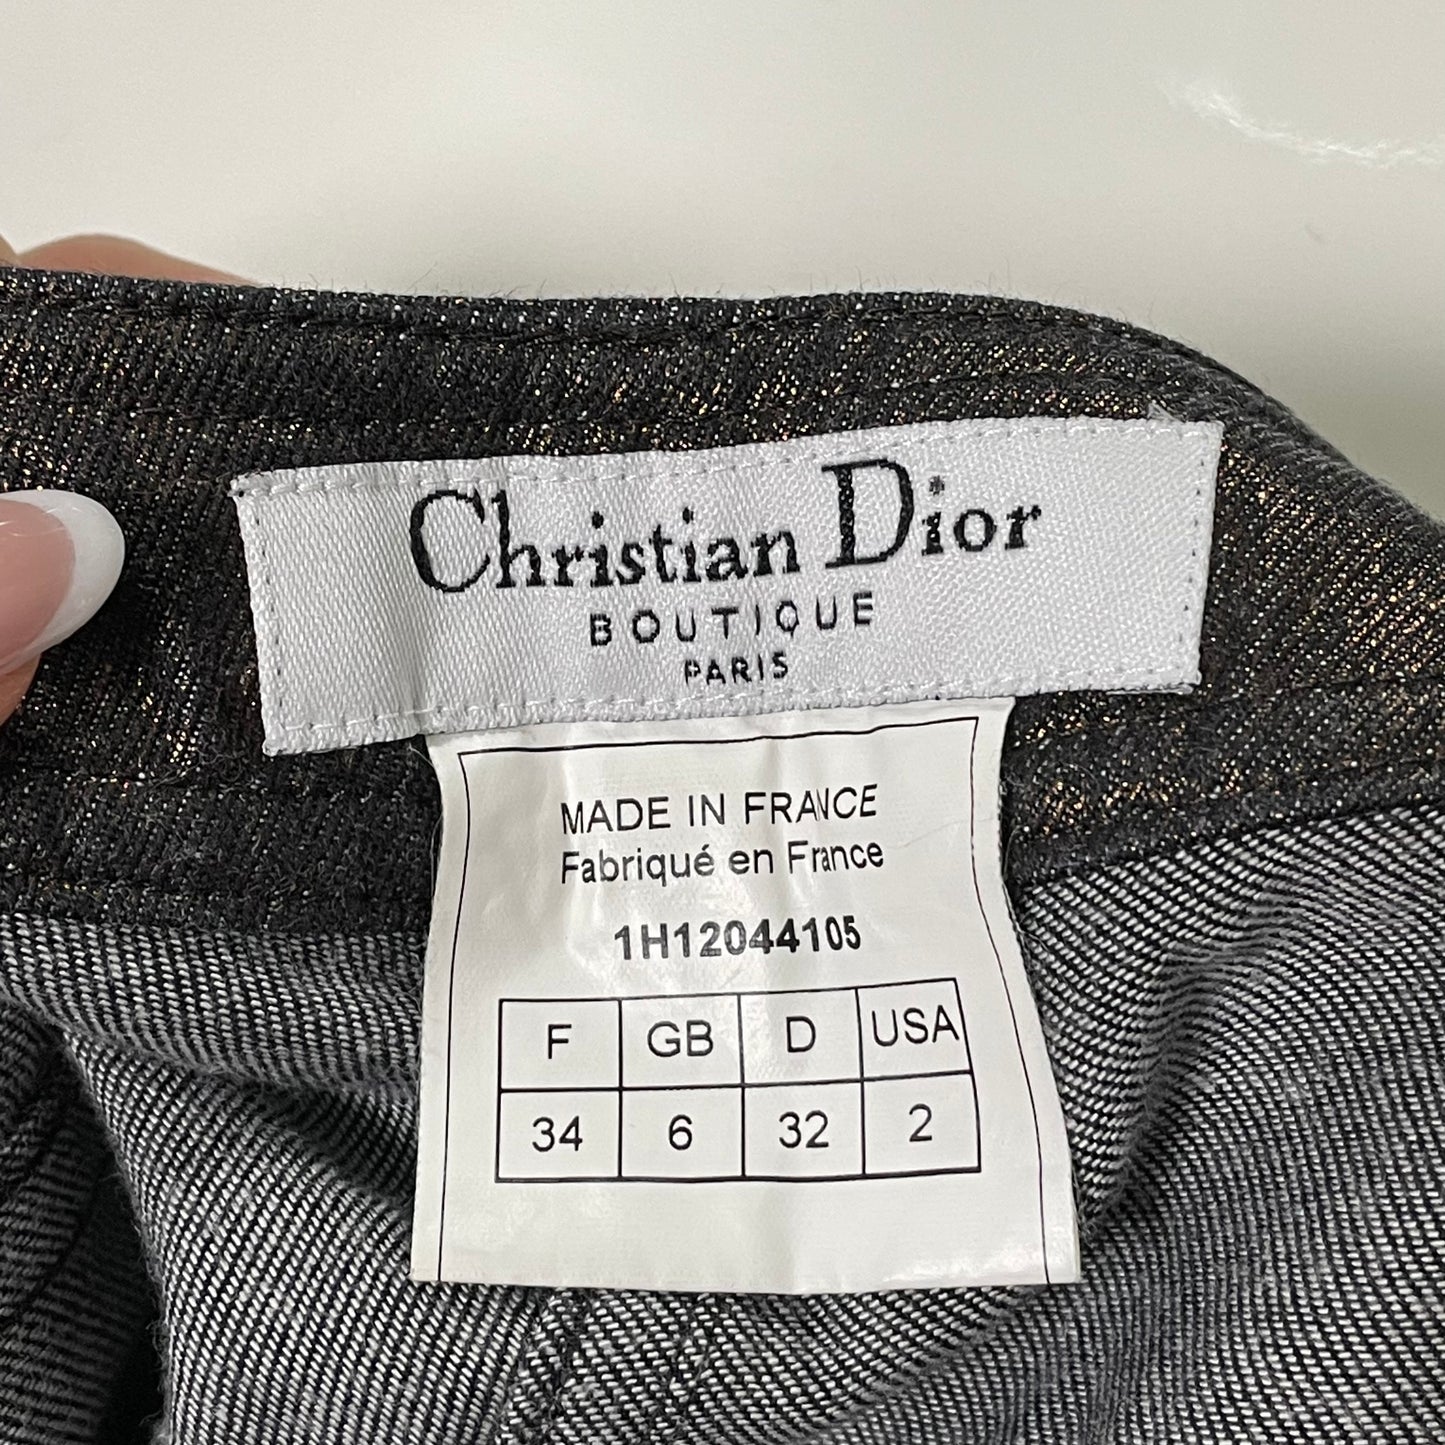 Christian Dior
BOUTIQUE
PARIS
MADE IN FRANCE
Fabriqué en France
1H12044105
F GB D USA
34 6 32 2